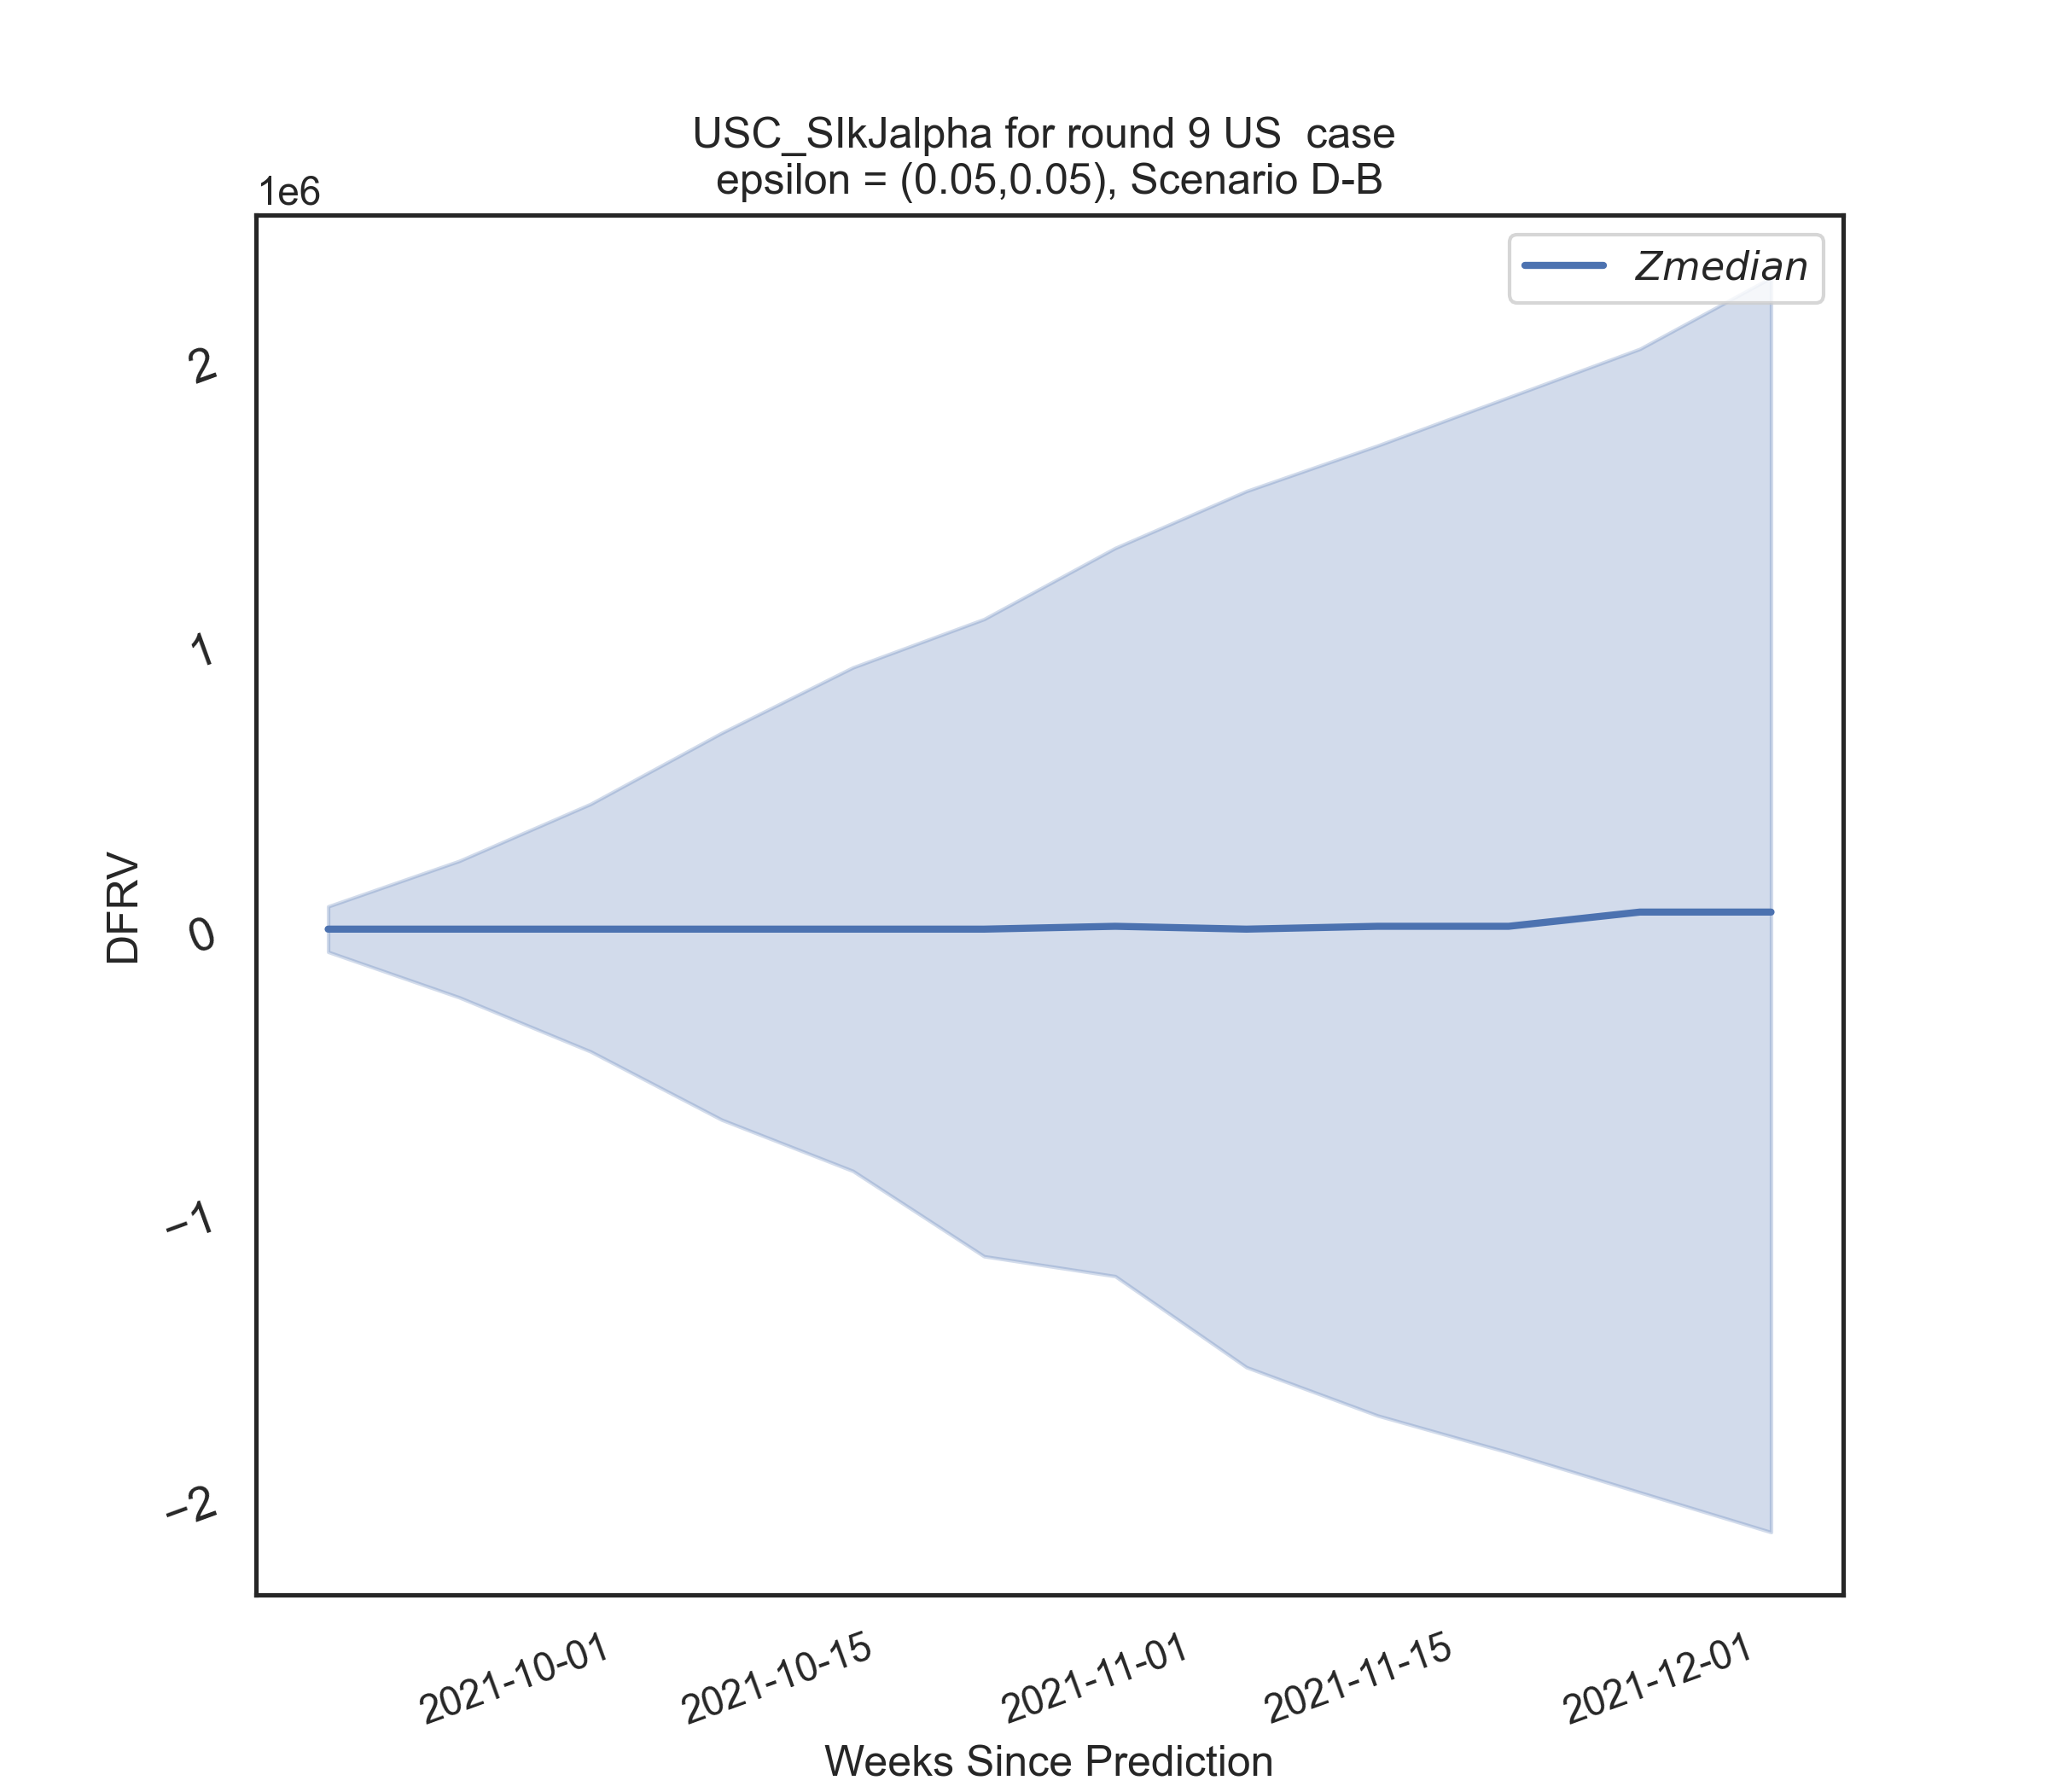 USC_SIkJalpha for round 9 US  case
epsilon = (0.05,0.05), Scenario D-B
1e6
Zmedian
2
1
0
−1
−2
DFRV
2021-10-01
2021-10-15
2021-11-01
2021-11-15
2021-12-01
Weeks Since Prediction